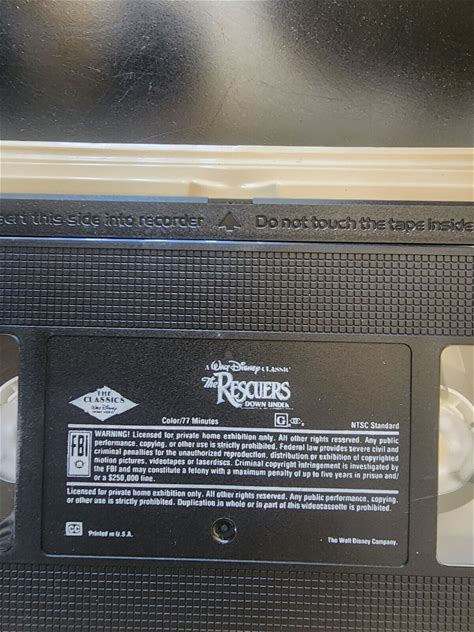 sert this side into recorder Do not touch the tape inside
A Walt Disney Classic
The
RESCUERS
DOWN UNDER
THE
CLASSICS
Walt Disney
HOME VIDEO
Color/77 Minutes G NTSC Standard
FBI
WARNING! Licensed for private home exhibition only. All other rights reserved. Any public
performance, copying, or other use is strictly prohibited. Federal law provides severe civil and
criminal penalties for the unauthorized reproduction, distribution or exhibition of copyrighted
motion pictures, videotapes or laserdiscs. Criminal copyright infringement is investigated by
the FBI and may constitute a felony with a maximum penalty of up to five years in prison and/
or a $250,000 fine.
Licensed for private home exhibition only. All other rights reserved. Any public performance, copying,
or other use is strictly prohibited. Duplication in whole or in part of this videocassette is prohibited.
CC Printed in U.S.A. The Walt Disney Company.